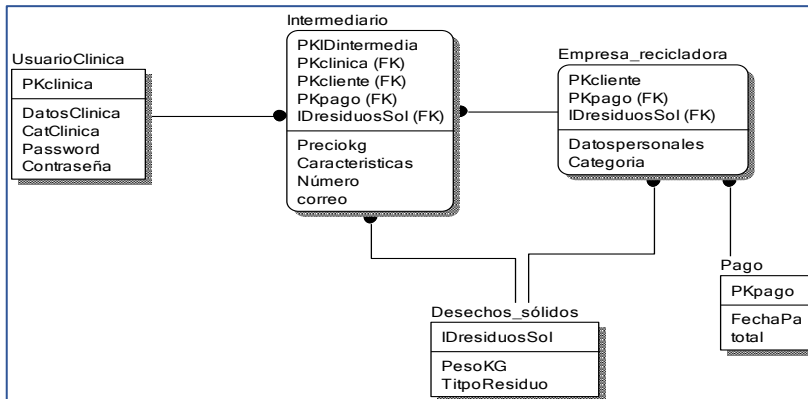 UsuarioClinica
PKclinica
DatosClinica
CatClinica
Password
Contraseña
Intermediario
PKIDintermedia
PKclinica (FK)
PKcliente (FK)
PKpago (FK)
IDresiduosSol (FK)
Preciokg
Caracteristicas
Número
correo
Empresa_recicladora
PKcliente
PKpago (FK)
IDresiduosSol (FK)
Datospersonales
Categoria
Desechos_sólidos
IDresiduosSol
PesoKG
TitpoResiduo
Pago
PKpago
FechaPa
total